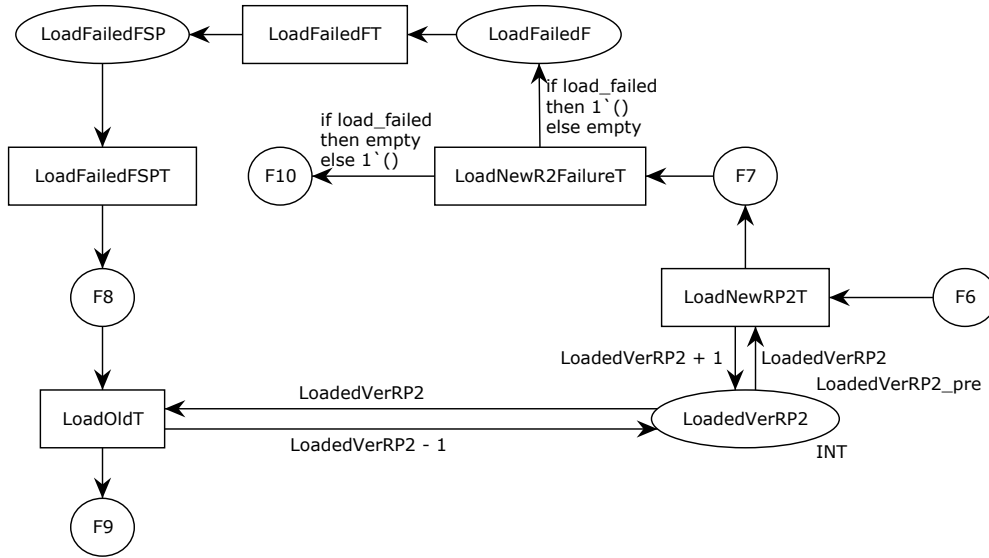 LoadFailedFSP
LoadFailedFT
LoadFailedF
if load_failed
then 1`()
else empty
if load_failed
then empty
else 1`()
LoadFailedFSPT
F10
LoadNewR2FailureT
F7
F8
LoadNewRP2T
F6
LoadedVerRP2 + 1
LoadedVerRP2
LoadedVerRP2_pre
LoadedVerRP2
LoadOldT
LoadedVerRP2
LoadedVerRP2 - 1
INT
F9